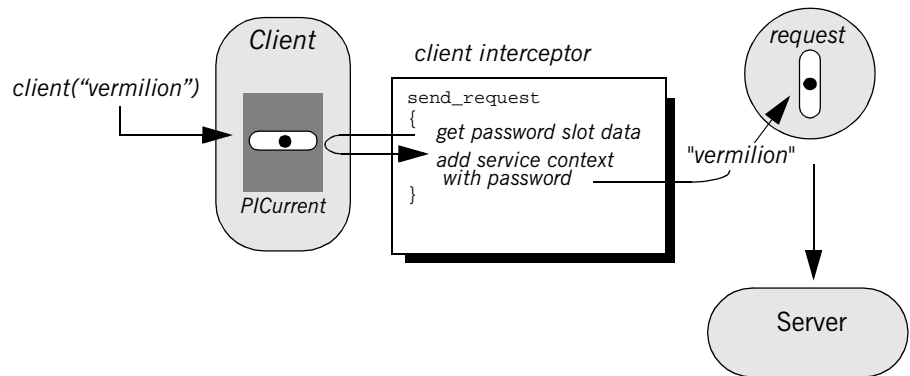 Client
client interceptor
request
client("vermilion")
send_request
{
get password slot data
add service context
with password
}
"vermilion"
PICurrent
Server